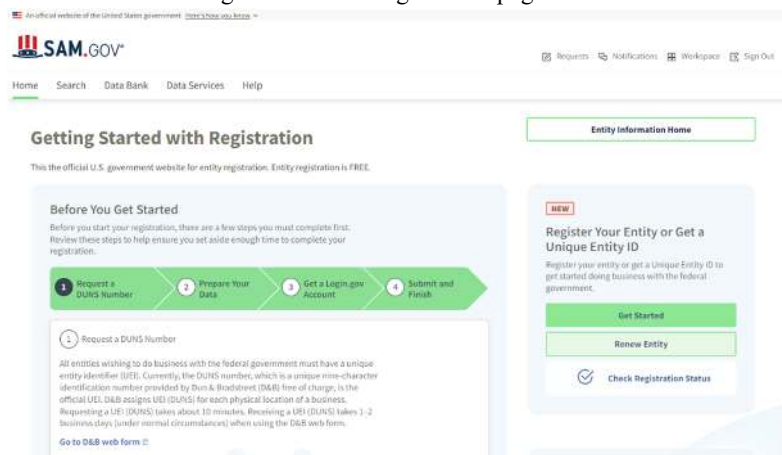 An official website of the United States government Here's how you know
SAM.GOV®
Requests Notifications Workspace Sign Out
Home Search Data Bank Data Services Help
Getting Started with Registration
This the official U.S. government website for entity registration. Entity registration is FREE.
Entity Information Home
Before You Get Started
Before you start your registration, there are a few steps you must complete first.
Review these steps to help ensure you set aside enough time to complete your
registration.
1 Request a
DUNS Number
2 Prepare Your
Data
3 Get a Login.gov
Account
4 Submit and
Finish
1 Request a DUNS Number
All entities wishing to do business with the federal government must have a unique
entity identifier (UEI). Currently, the DUNS number, which is a unique nine-character
identification number provided by Dun & Bradstreet (D&B) free of charge, is the
official UEI. D&B assigns UEI (DUNS) for each physical location of a business.
Requesting a UEI (DUNS) takes about 10 minutes. Receiving a UEI (DUNS) takes 1-2
business days (under normal circumstances) when using the D&B web form.
Go to D&B web form
NEW
Register Your Entity or Get a
Unique Entity ID
Register your entity or get a Unique Entity ID to
get started doing business with the federal
government.
Get Started
Renew Entity
Check Registration Status